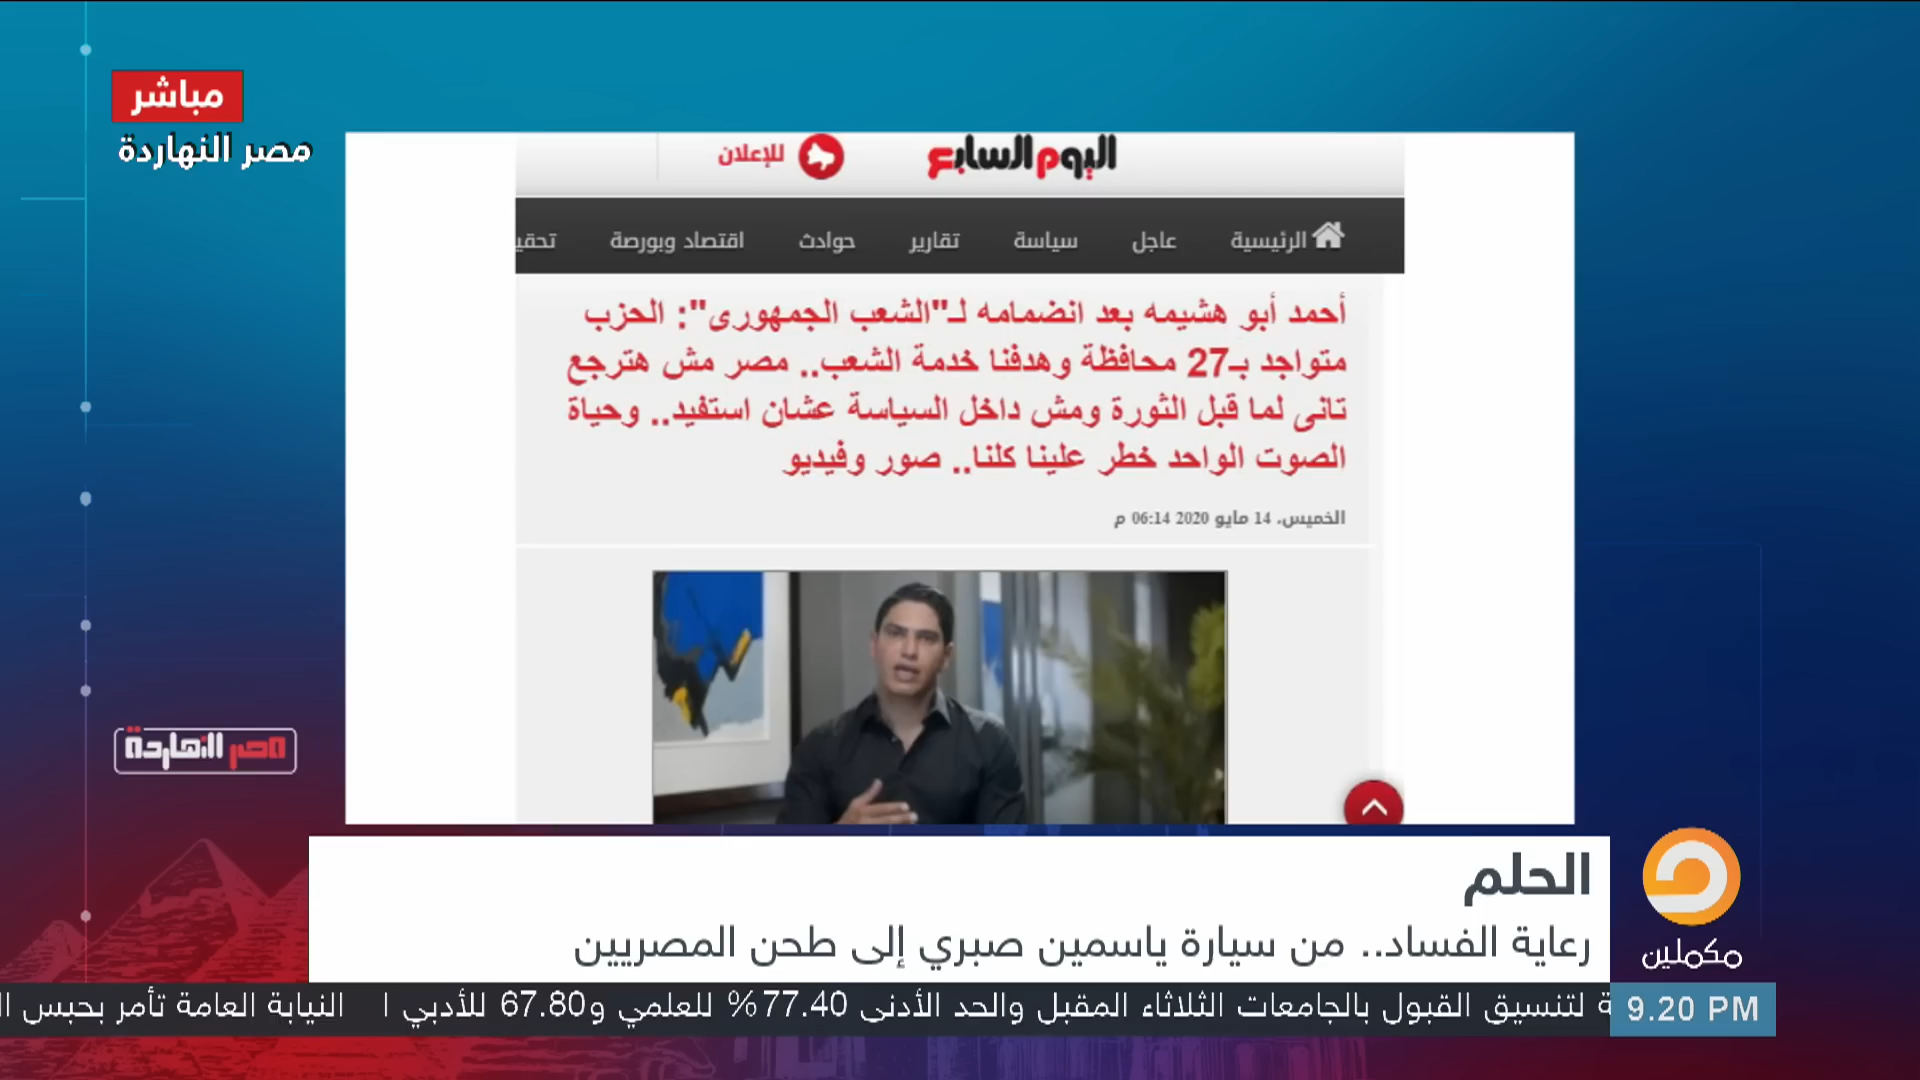 مباشر
مصر النهاردة
اليوم السابع
للإعلان
الرئيسية عاجل سياسة تقارير حوادث اقتصاد وبورصة تحقي
أحمد أبو هشيمه بعد انضمامه لـ"الشعب الجمهورى": الحزب
متواجد بـ27 محافظة وهدفنا خدمة الشعب.. مصر مش هترجع
تانى لما قبل الثورة ومش داخل السياسة عشان استفيد.. وحياة
الصوت الواحد خطر علينا كلنا.. صور وفيديو
الخميس، 14 مايو 2020 06:14 م
مصر النهاردة
الحلم
رعاية الفساد.. من سيارة ياسمين صبري إلى طحن المصريين
مكملين
ة لتنسيق القبول بالجامعات الثلاثاء المقبل والحد الأدنى 77.40% للعلمي و67.80 للأدبي | النيابة العامة تأمر بحبس ال
9.20 PM